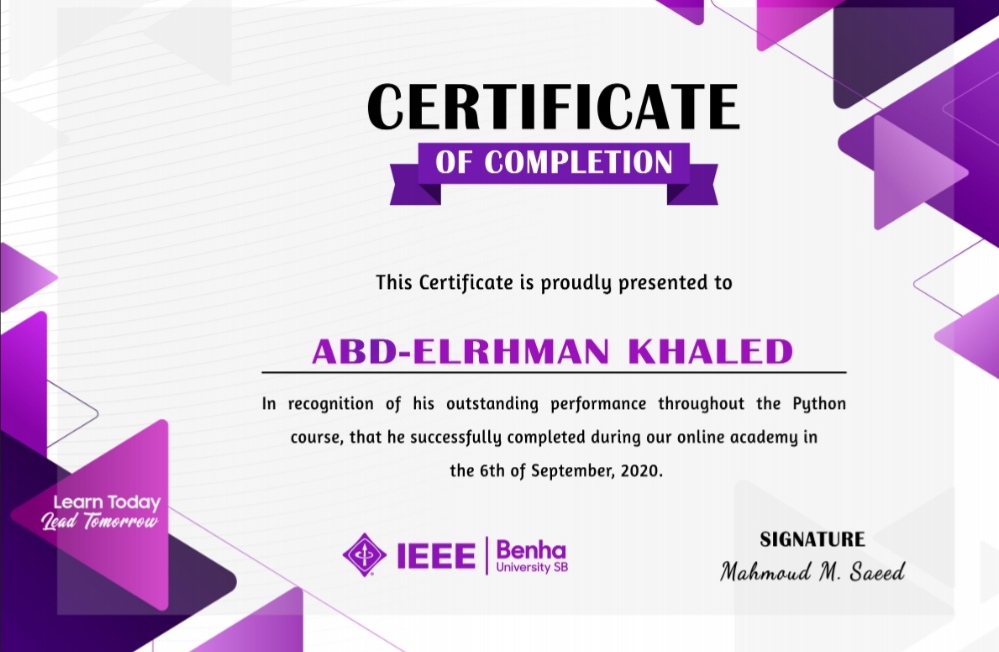 CERTIFICATE
OF COMPLETION
This Certificate is proudly presented to
ABD-ELRHMAN KHALED
In recognition of his outstanding performance throughout the Python
course, that he successfully completed during our online academy in
the 6th of September, 2020.
Learn Today
Lead Tomorrow
IEEE
Benha
University SB
SIGNATURE
Mahmoud M. Saeed